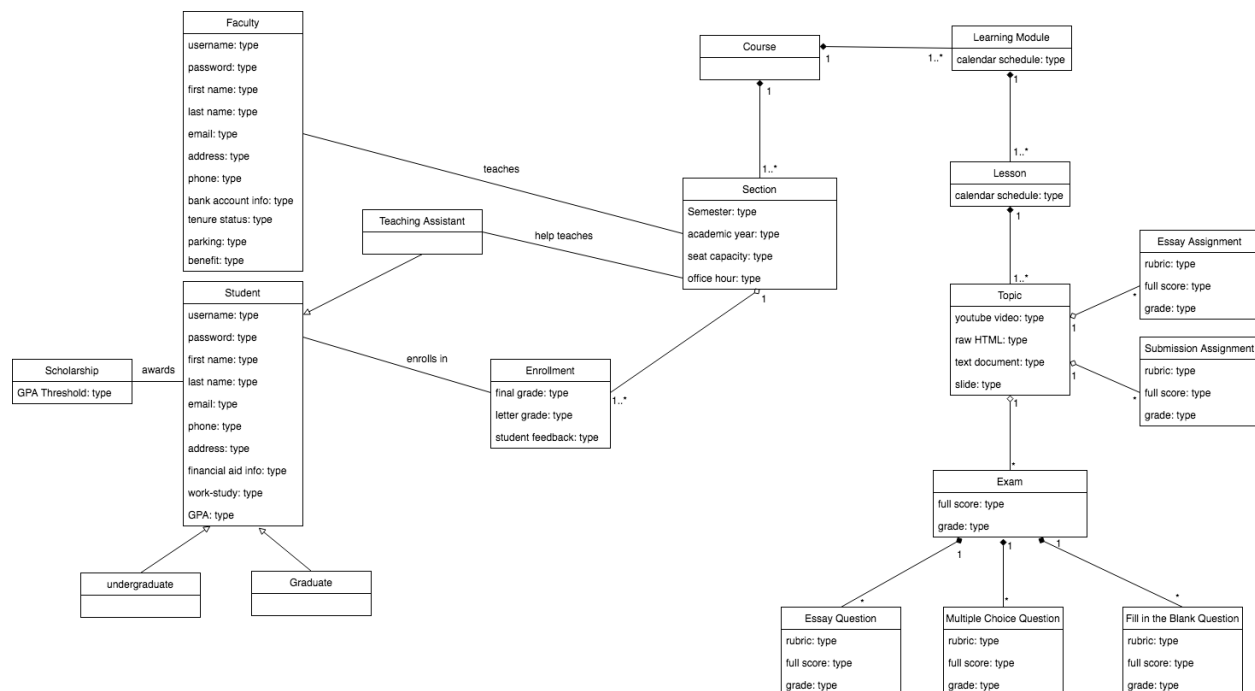 Faculty
username: type
password: type
first name: type
last name: type
email: type
address: type
phone: type
bank account info: type
tenure status: type
parking: type
benefit: type
Student
username: type
password: type
first name: type
last name: type
email: type
phone: type
address: type
financial aid info: type
work-study: type
GPA: type
Scholarship
GPA Threshold: type
awards
undergraduate
Graduate
Teaching Assistant
teaches
help teaches
enrolls in
Enrollment
final grade: type
letter grade: type
student feedback: type
1..*
1
Course
1
1
1..*
1..*
Section
Semester: type
academic year: type
seat capacity: type
office hour: type
Learning Module
calendar schedule: type
1
1..*
Lesson
calendar schedule: type
1
1..*
Topic
youtube video: type
raw HTML: type
text document: type
slide: type
1
*
1
*
1
*
Essay Assignment
rubric: type
full score: type
grade: type
Submission Assignment
rubric: type
full score: type
grade: type
Exam
full score: type
grade: type
1
1
1
*
*
*
Essay Question
rubric: type
full score: type
grade: type
Multiple Choice Question
rubric: type
full score: type
grade: type
Fill in the Blank Question
rubric: type
full score: type
grade: type